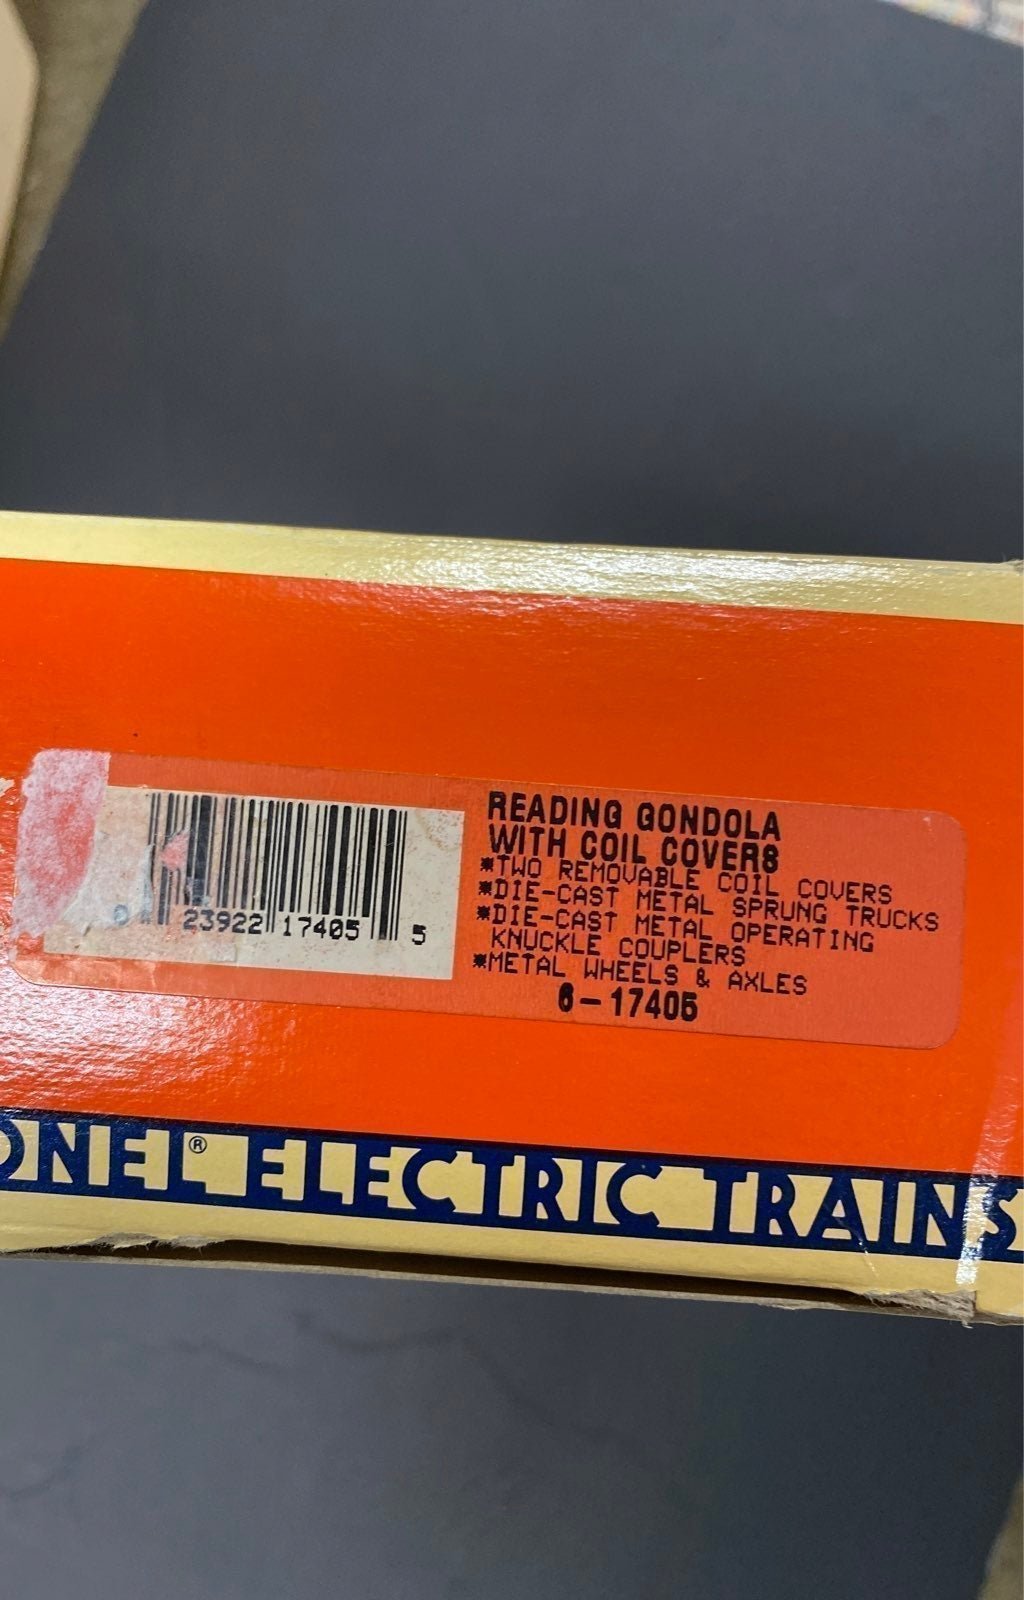 READING GONDOLA
WITH COIL COVERS
*TWO REMOVABLE COIL COVERS
*DIE-CAST METAL SPRUNG TRUCKS
*DIE-CAST METAL OPERATING
KNUCKLE COUPLERS
*METAL WHEELS & AXLES
6-17405
0 23922 17405 5
ONEL® ELECTRIC TRAINS